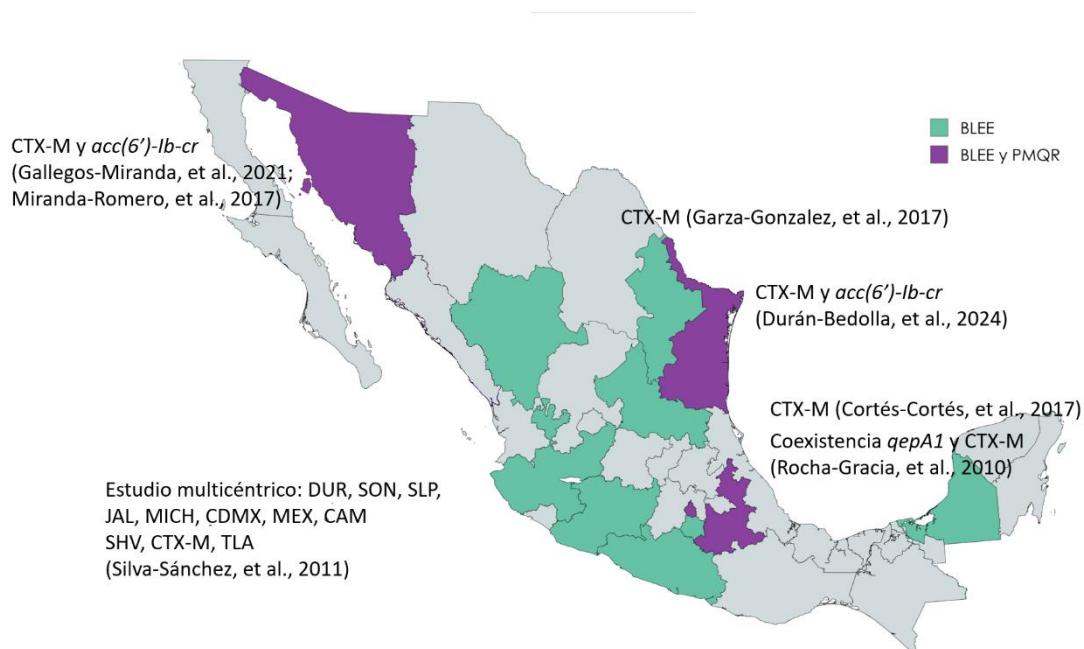 BLEE
BLEE y PMQR
CTX-M y acc(6')-Ib-cr
(Gallegos-Miranda, et al., 2021;
Miranda-Romero, et al., 2017)
CTX-M (Garza-Gonzalez, et al., 2017)
CTX-M y acc(6')-Ib-cr
(Durán-Bedolla, et al., 2024)
CTX-M (Cortés-Cortés, et al., 2017)
Coexistencia qepA1 y CTX-M
(Rocha-Gracia, et al., 2010)
Estudio multicéntrico: DUR, SON, SLP,
JAL, MICH, CDMX, MEX, CAM
SHV, CTX-M, TLA
(Silva-Sánchez, et al., 2011)